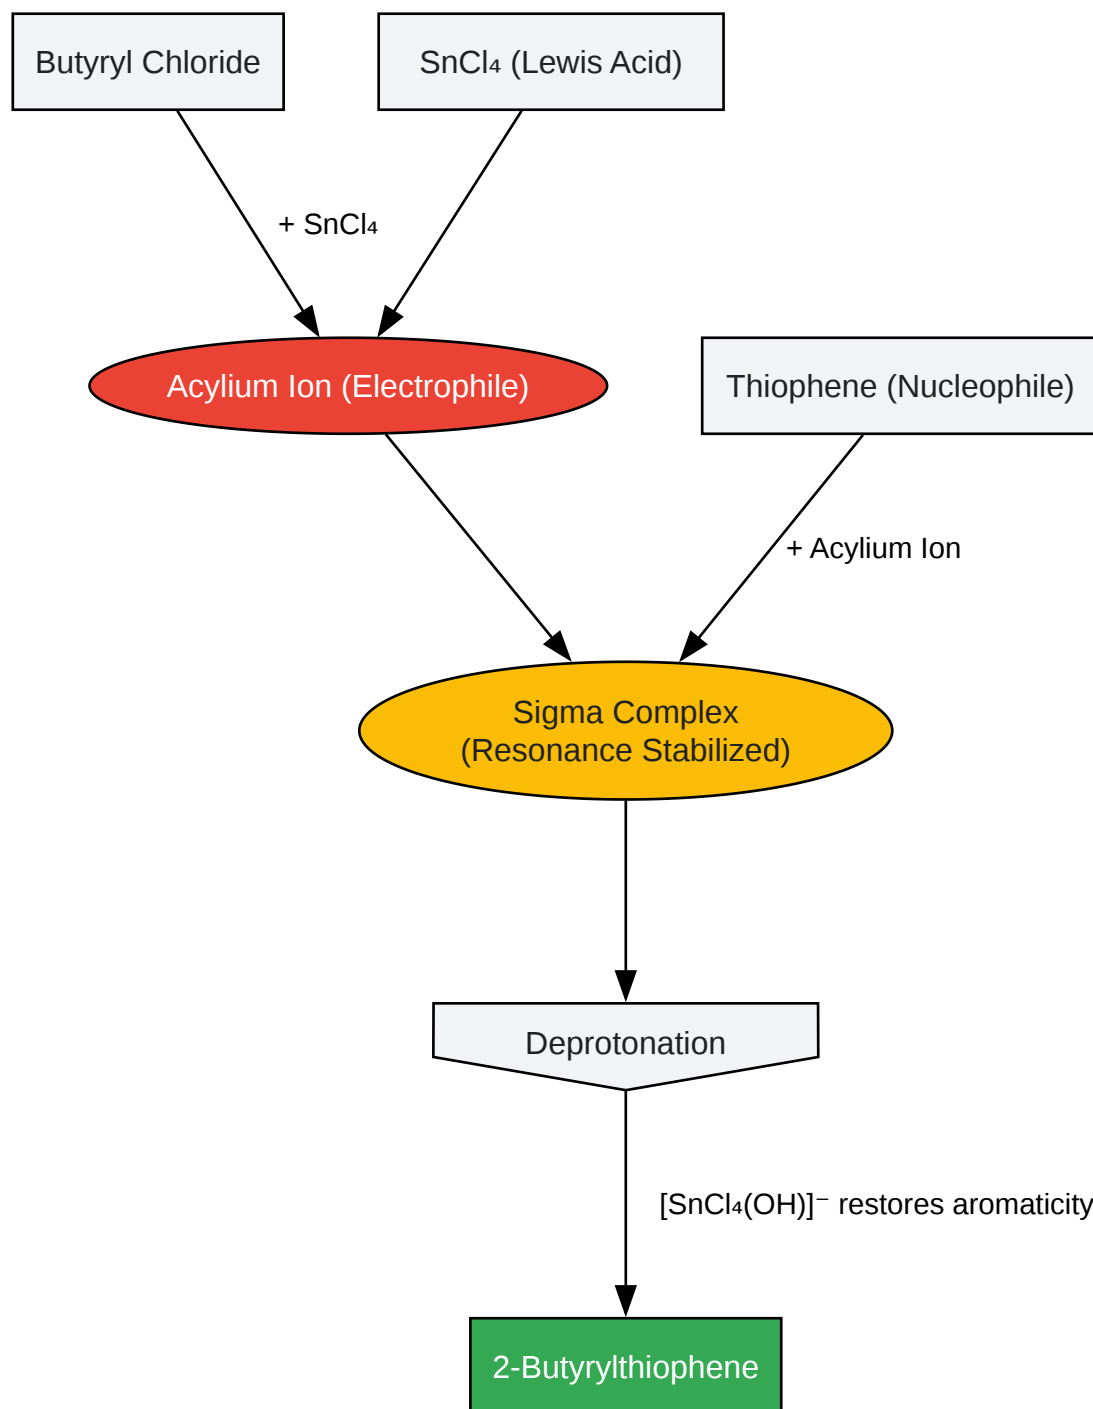 Butyryl Chloride
SnCl₄ (Lewis Acid)
+ SnCl₄
Acylium Ion (Electrophile)
Thiophene (Nucleophile)
+ Acylium Ion
Sigma Complex
(Resonance Stabilized)
Deprotonation
[SnCl₄(OH)]⁻ restores aromaticity
2-Butyrylthiophene